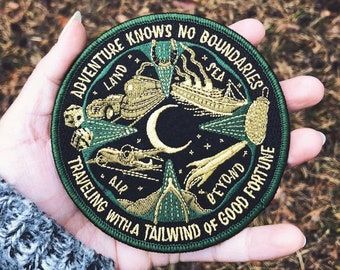 ADVENTURE KNOWS NO BOUNDARIES
LAND
SEA
AIR
BEYOND
TRAVELING WITH A TAILWIND OF GOOD FORTUNE